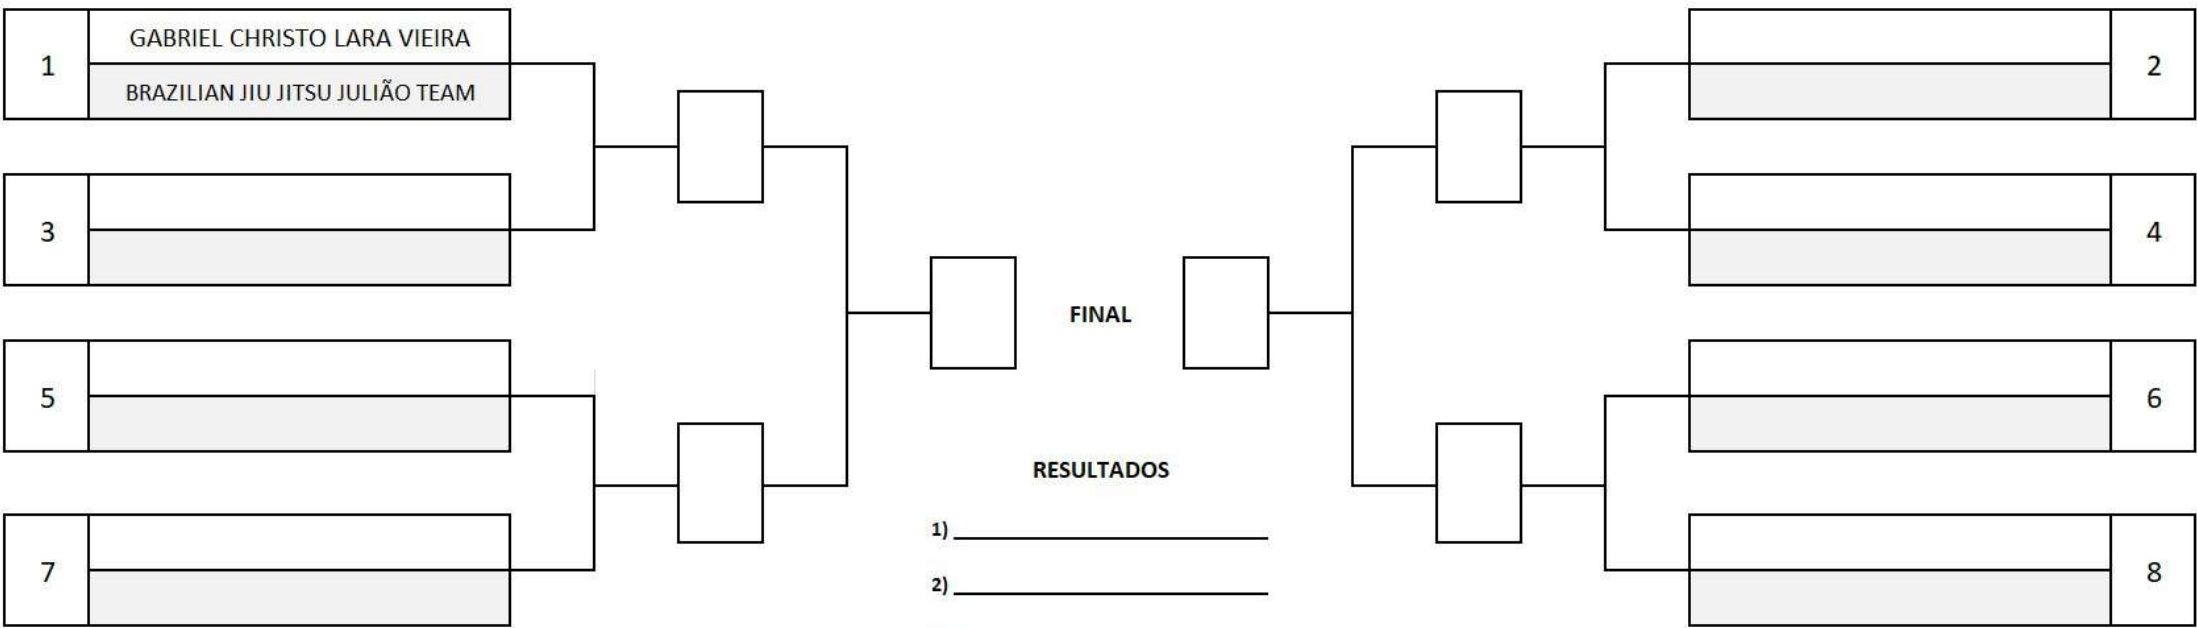 1
GABRIEL CHRISTO LARA VIEIRA
BRAZILIAN JIU JITSU JULIÃO TEAM
2
3
4
FINAL
5
6
RESULTADOS
1)
7
8
2)